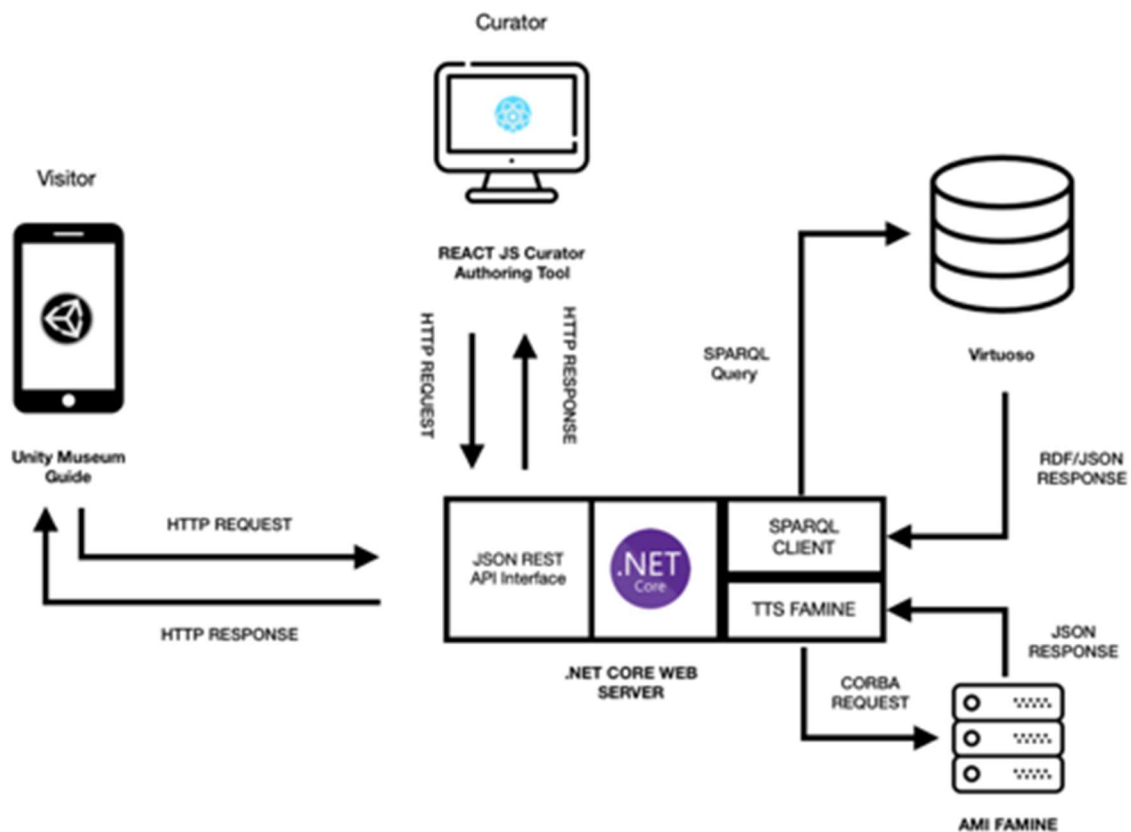 Curator
Visitor
REACT JS Curator
Authoring Tool
HTTP REQUEST
HTTP RESPONSE
SPARQL
Query
Virtuoso
RDF/JSON
RESPONSE
Unity Museum
Guide
HTTP REQUEST
HTTP RESPONSE
JSON REST
API Interface
.NET
Core
SPARQL
CLIENT
TTS FAMINE
.NET CORE WEB
SERVER
CORBA
REQUEST
JSON
RESPONSE
AMI FAMINE